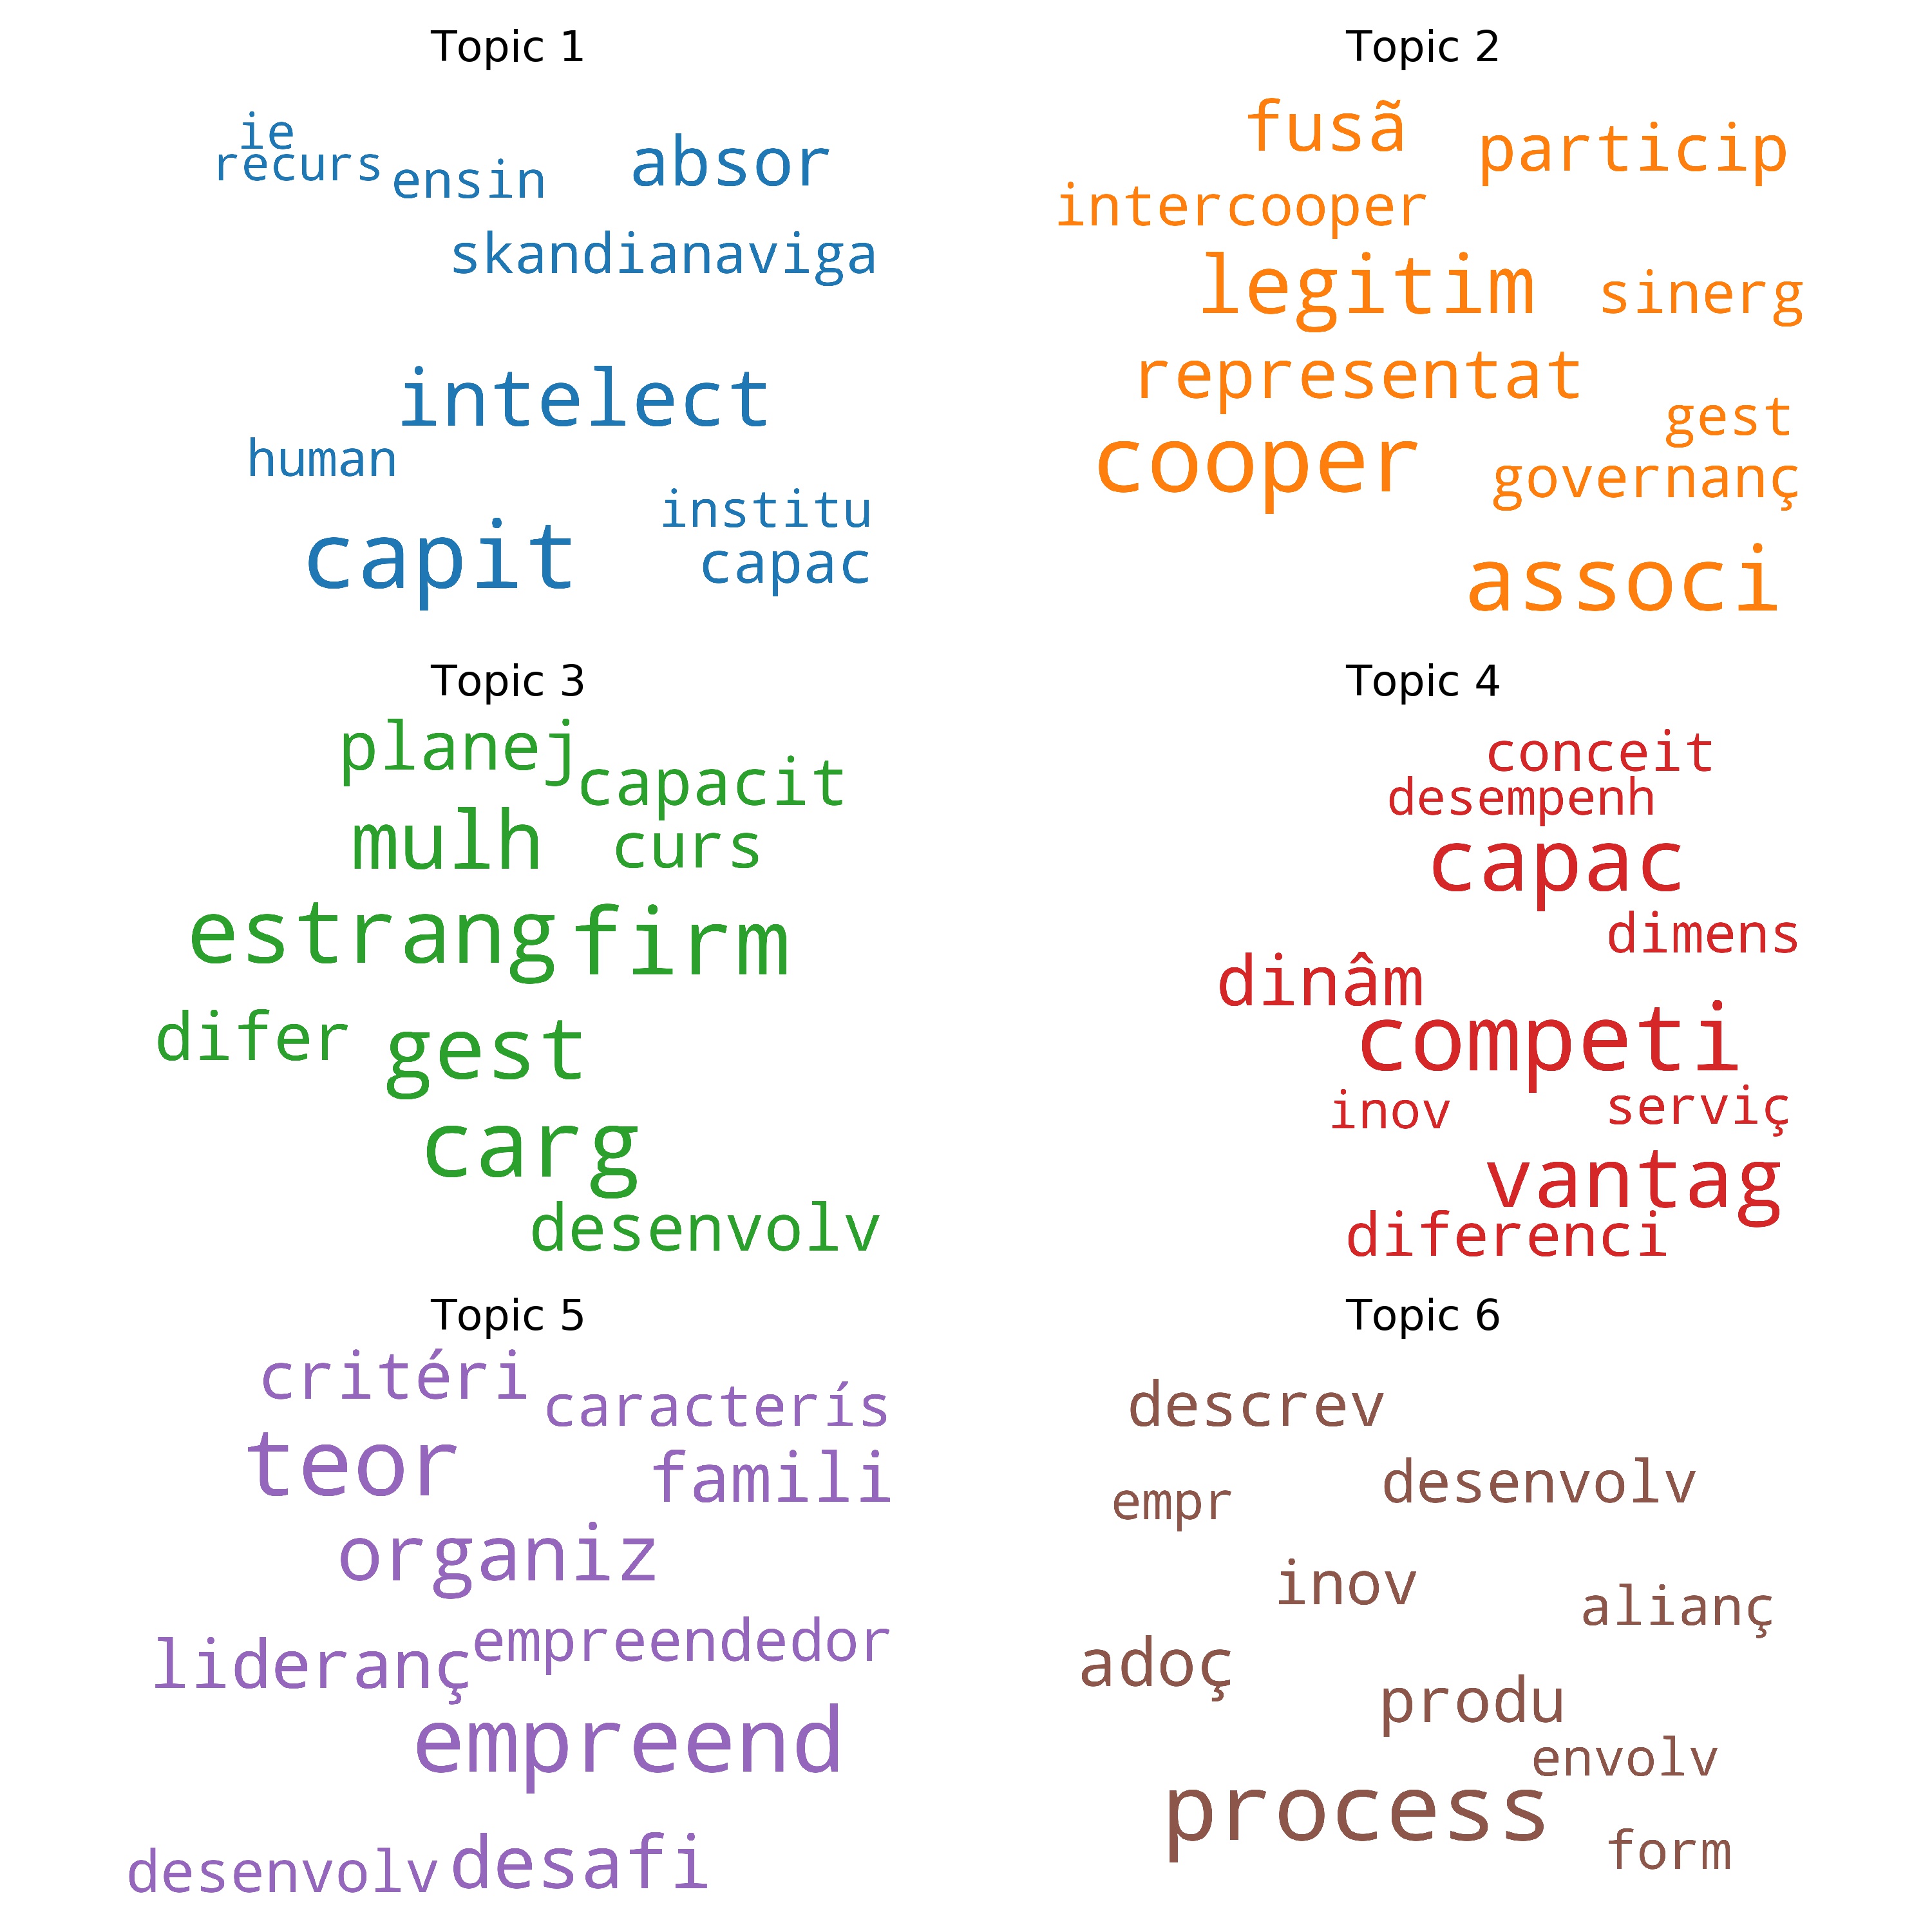 Topic 1
ie
recurs
ensin
absor
skandianaviga
intelect
human
institu
capit
capac
Topic 2
fusã
particip
intercooper
legitim
sinerg
representat
gest
cooper
governanç
associ
Topic 3
planej
capacit
mulh
curs
estrang
firm
difer
gest
carg
desenvolv
Topic 4
conceit
desempenh
capac
dimens
dinâm
competi
inov
serviç
vantag
diferenci
Topic 5
critéri
caracterís
teor
famili
organiz
empreendedor
lideranç
empreend
desenvolv
desafi
Topic 6
descrev
desenvolv
empr
inov
alianç
adoç
produ
envolv
process
form